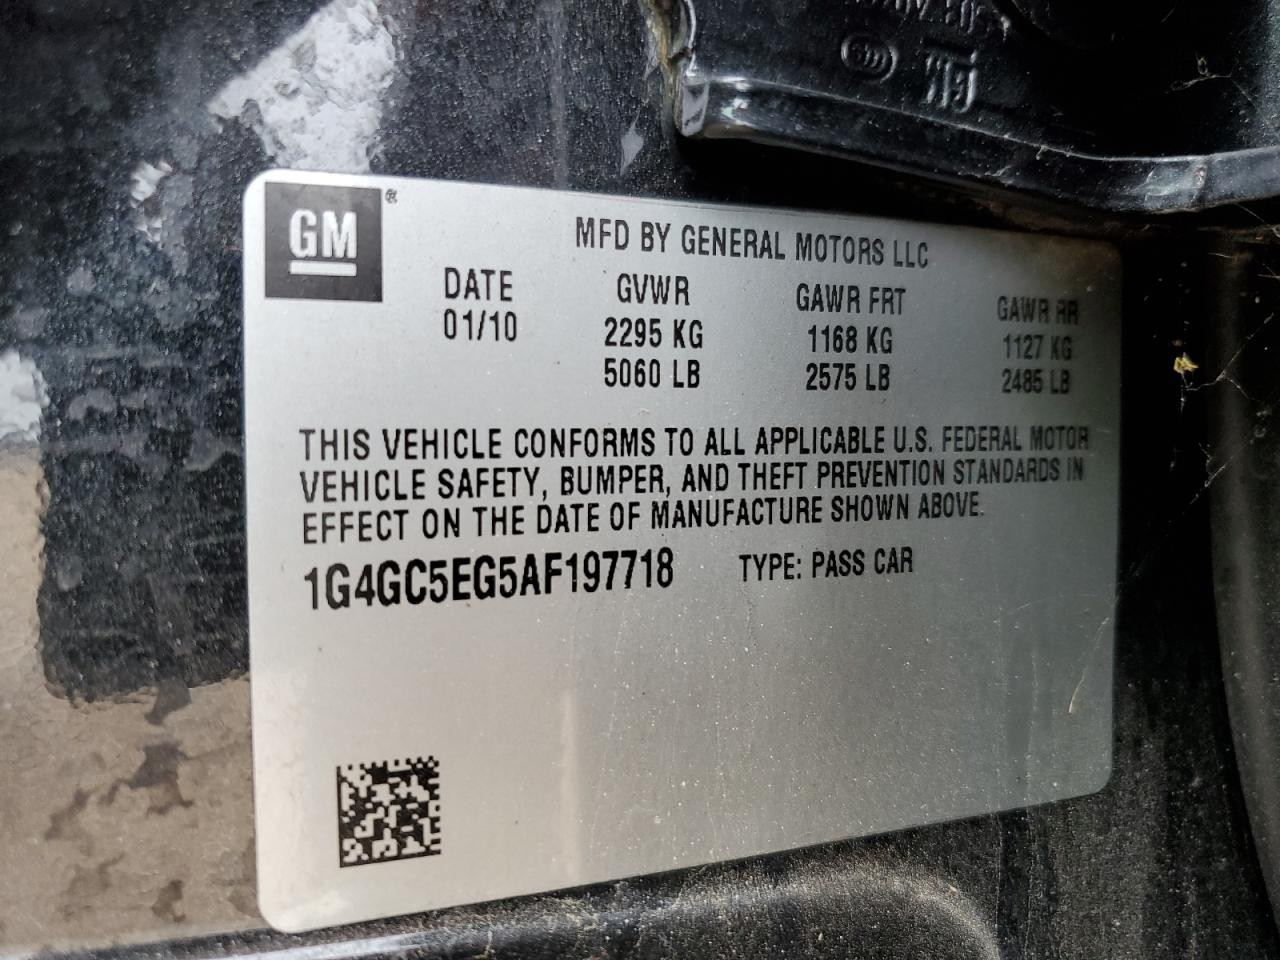 GM ®
MFD BY GENERAL MOTORS LLC
DATE GVWR GAWR FRT GAWR RR
01/10 2295 KG 1168 KG 1127 KG
5060 LB 2575 LB 2485 LB
THIS VEHICLE CONFORMS TO ALL APPLICABLE U.S. FEDERAL MOTOR
VEHICLE SAFETY, BUMPER, AND THEFT PREVENTION STANDARDS IN
EFFECT ON THE DATE OF MANUFACTURE SHOWN ABOVE.
1G4GC5EG5AF197718 TYPE: PASS CAR